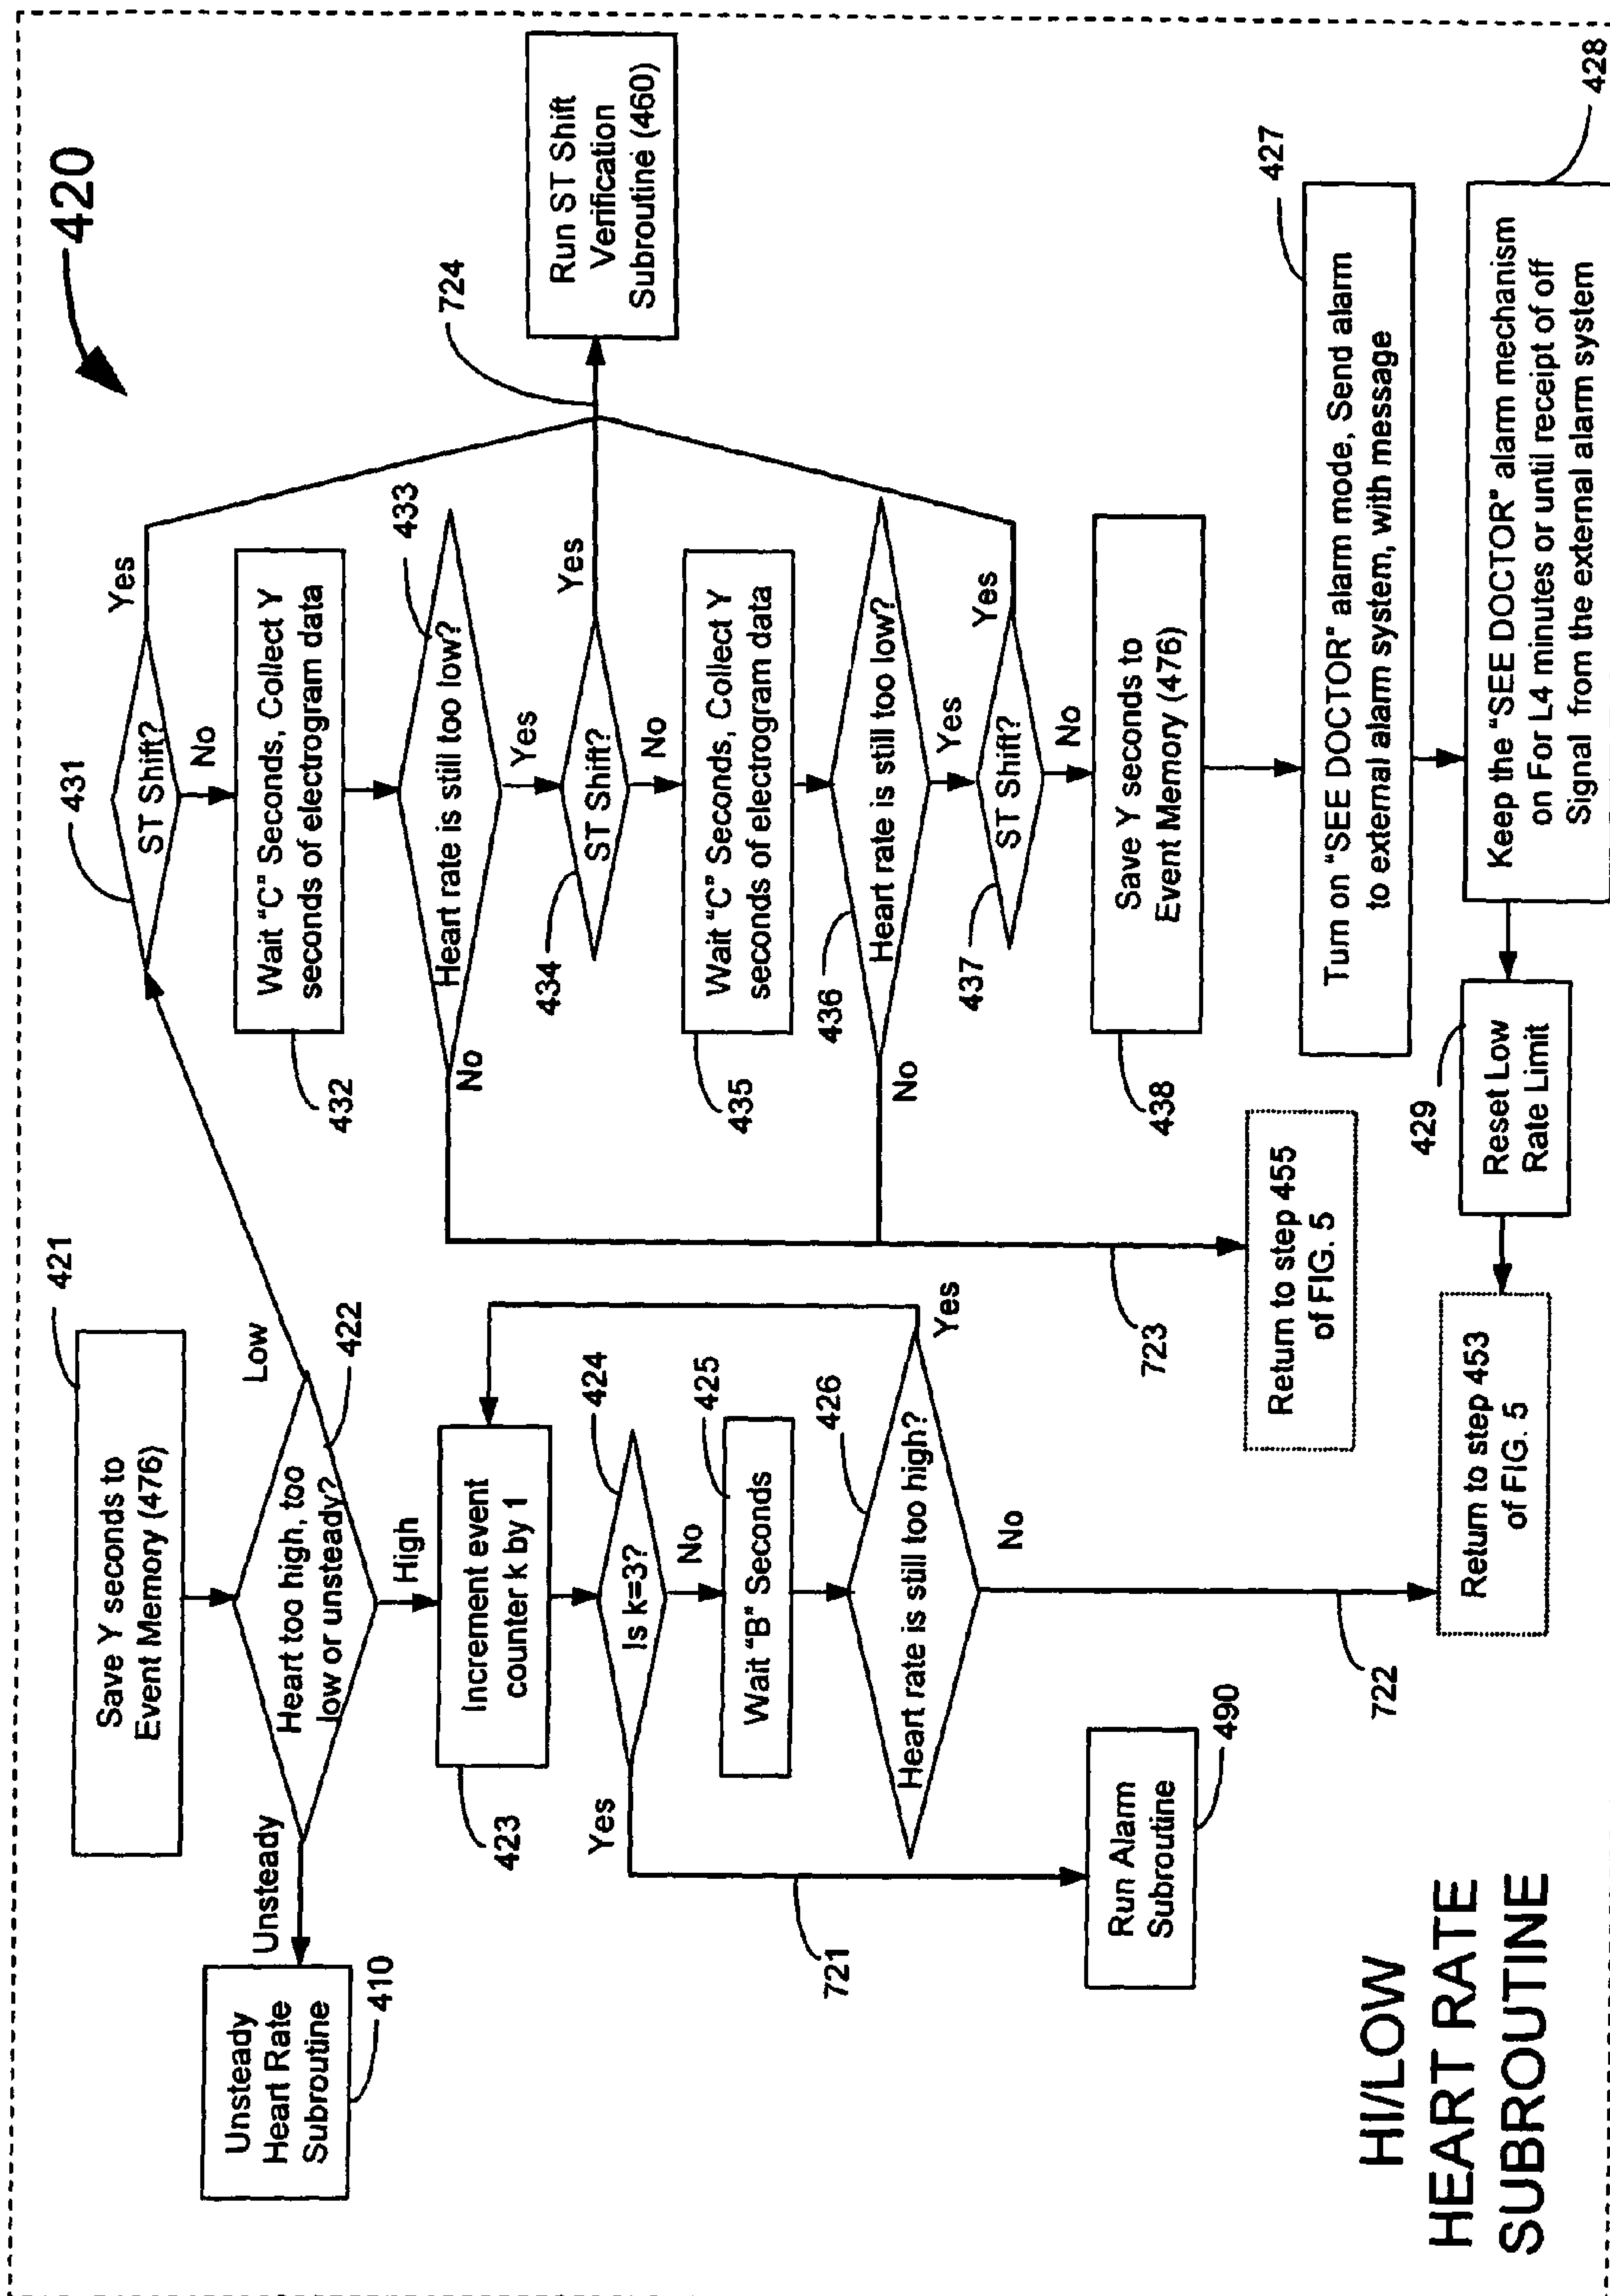 420
421
Save Y seconds to
Event Memory (476)
Unsteady
Heart Rate
Subroutine
410
Unsteady
Heart too high, too
low or unsteady?
422
Low
High
423
Increment event
counter k by 1
424
Is k=3?
Yes
No
425
Wait "B" Seconds
426
Heart rate is still too high?
Yes
No
721
Run Alarm
Subroutine
490
722
Return to step 453
of FIG. 5
431
ST Shift?
Yes
No
Wait "C" Seconds, Collect Y
seconds of electrogram data
432
433
Heart rate is still too low?
No
Yes
434
ST Shift?
Yes
No
724
Run ST Shift
Verification
Subroutine (460)
Wait "C" Seconds, Collect Y
seconds of electrogram data
435
436
Heart rate is still too low?
No
Yes
437
ST Shift?
Yes
No
Save Y seconds to
Event Memory (476)
438
723
Return to step 455
of FIG. 5
427
Turn on "SEE DOCTOR" alarm mode, Send alarm
to external alarm system, with message
428
Keep the "SEE DOCTOR" alarm mechanism
on For L4 minutes or until receipt of off
Signal from the external alarm system
429
Reset Low
Rate Limit
HI/LOW
HEART RATE
SUBROUTINE